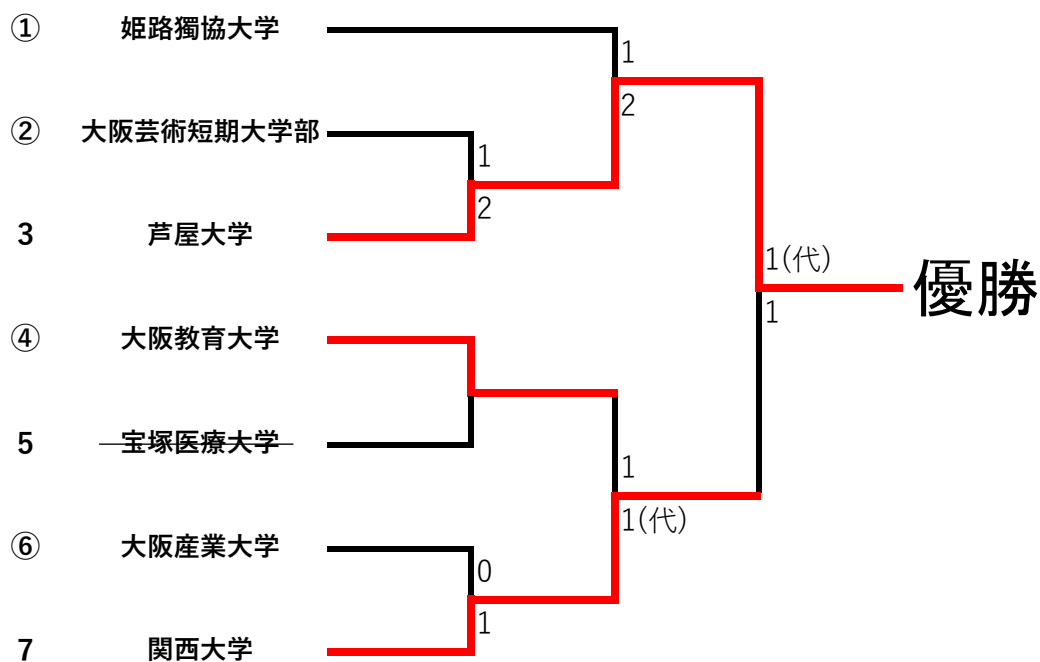 ① 姫路獨協大学
1
2
② 大阪芸術短期大学部
1
2
3 芦屋大学
1(代)
優勝
1
④ 大阪教育大学
5 宝塚医療大学
1
1(代)
⑥ 大阪産業大学
0
1
7 関西大学